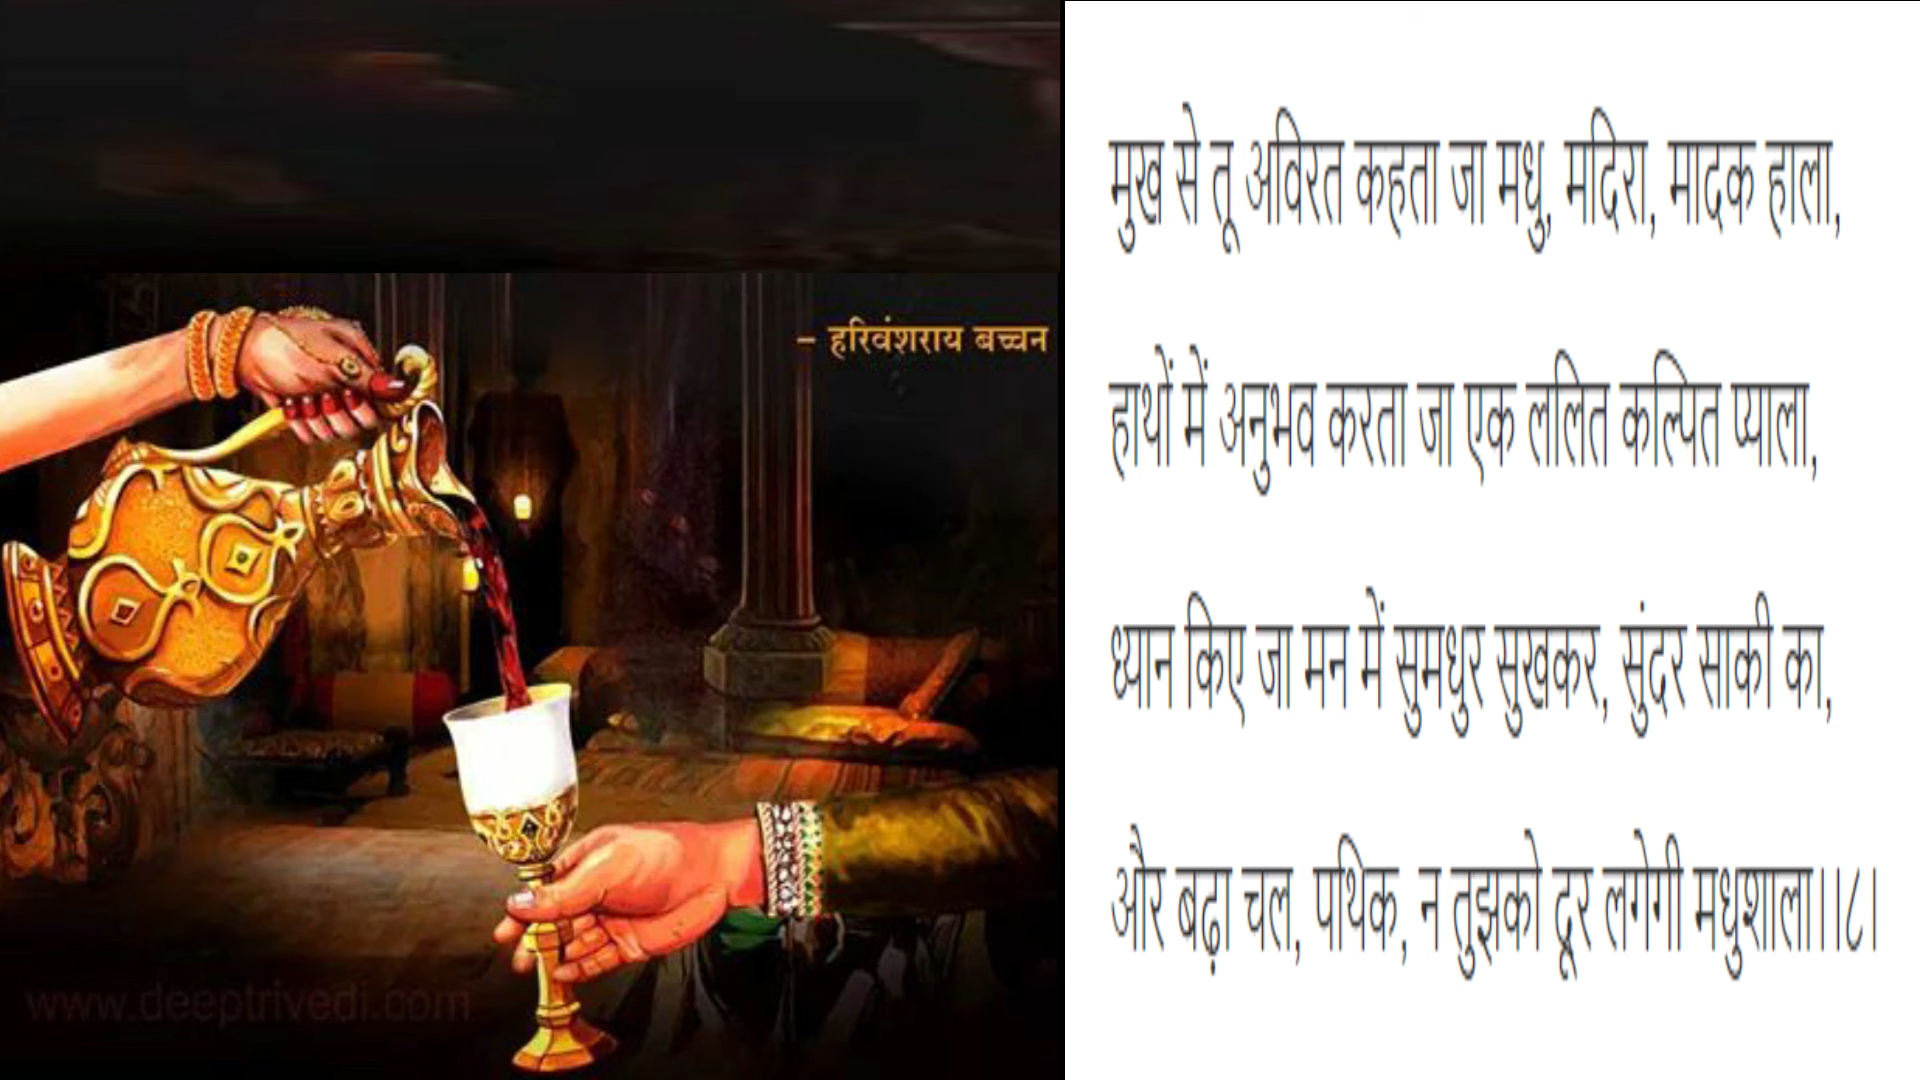 – हरिवंशराय बच्चन
www.deeptrivedi.com
मुख से तू अविरत कहता जा मधु, मदिरा, मादक हाला,
हाथों में अनुभव करता जा एक ललित कल्पित प्याला,
ध्यान किए जा मन में सुमधुर सुखकर, सुंदर साकी का,
और बढ़ा चल, पथिक, न तुझको दूर लगेगी मधुशाला।।८।